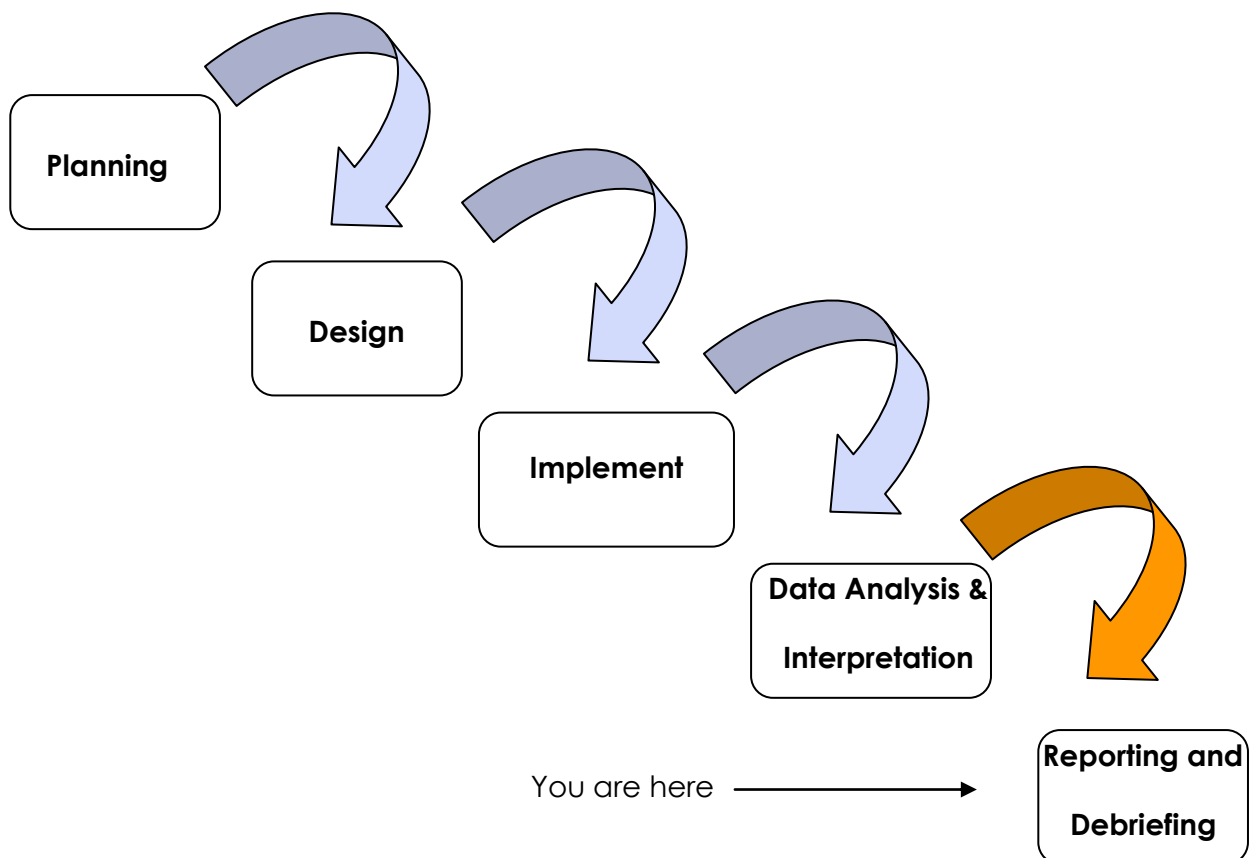 Planning
Design
Implement
Data Analysis &
Interpretation
You are here
Reporting and
Debriefing